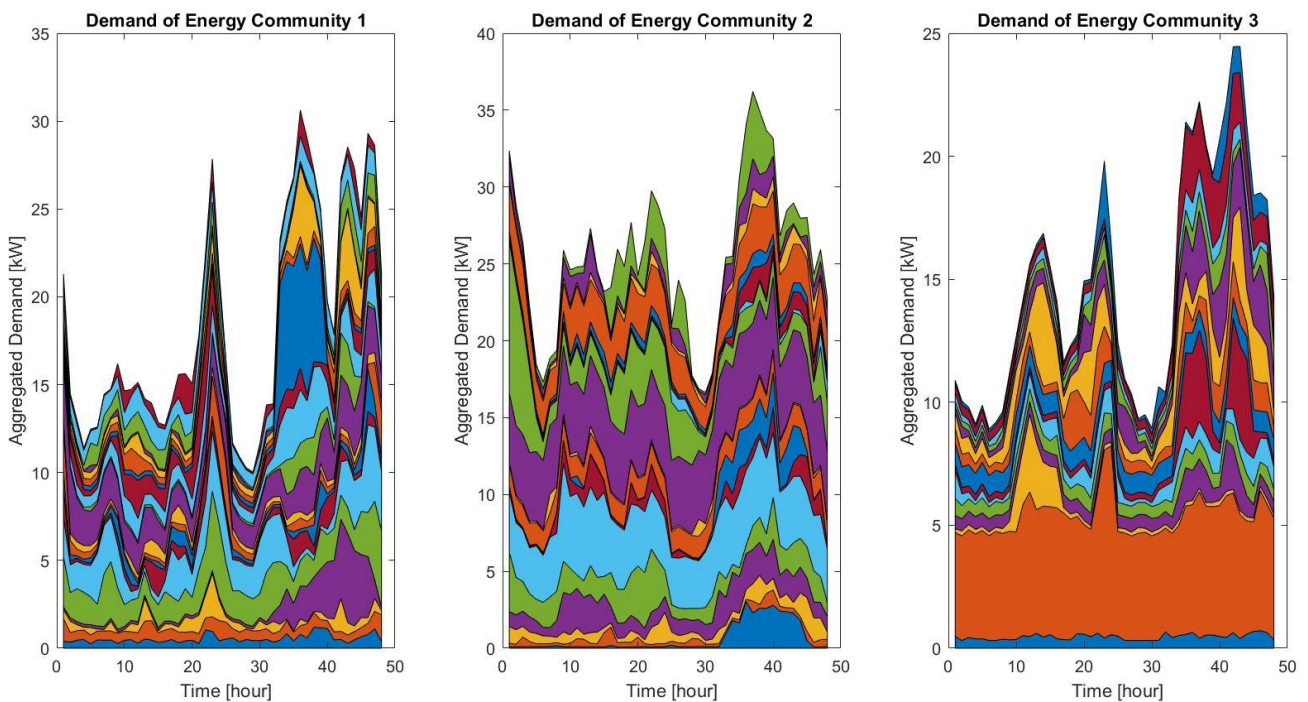 Demand of Energy Community 1
35
30
25
20
15
10
5
0
Aggregated Demand [kW]
0 10 20 30 40 50
Time [hour]
Demand of Energy Community 2
40
35
30
25
20
15
10
5
0
Aggregated Demand [kW]
0 10 20 30 40 50
Time [hour]
Demand of Energy Community 3
25
20
15
10
5
0
Aggregated Demand [kW]
0 10 20 30 40 50
Time [hour]